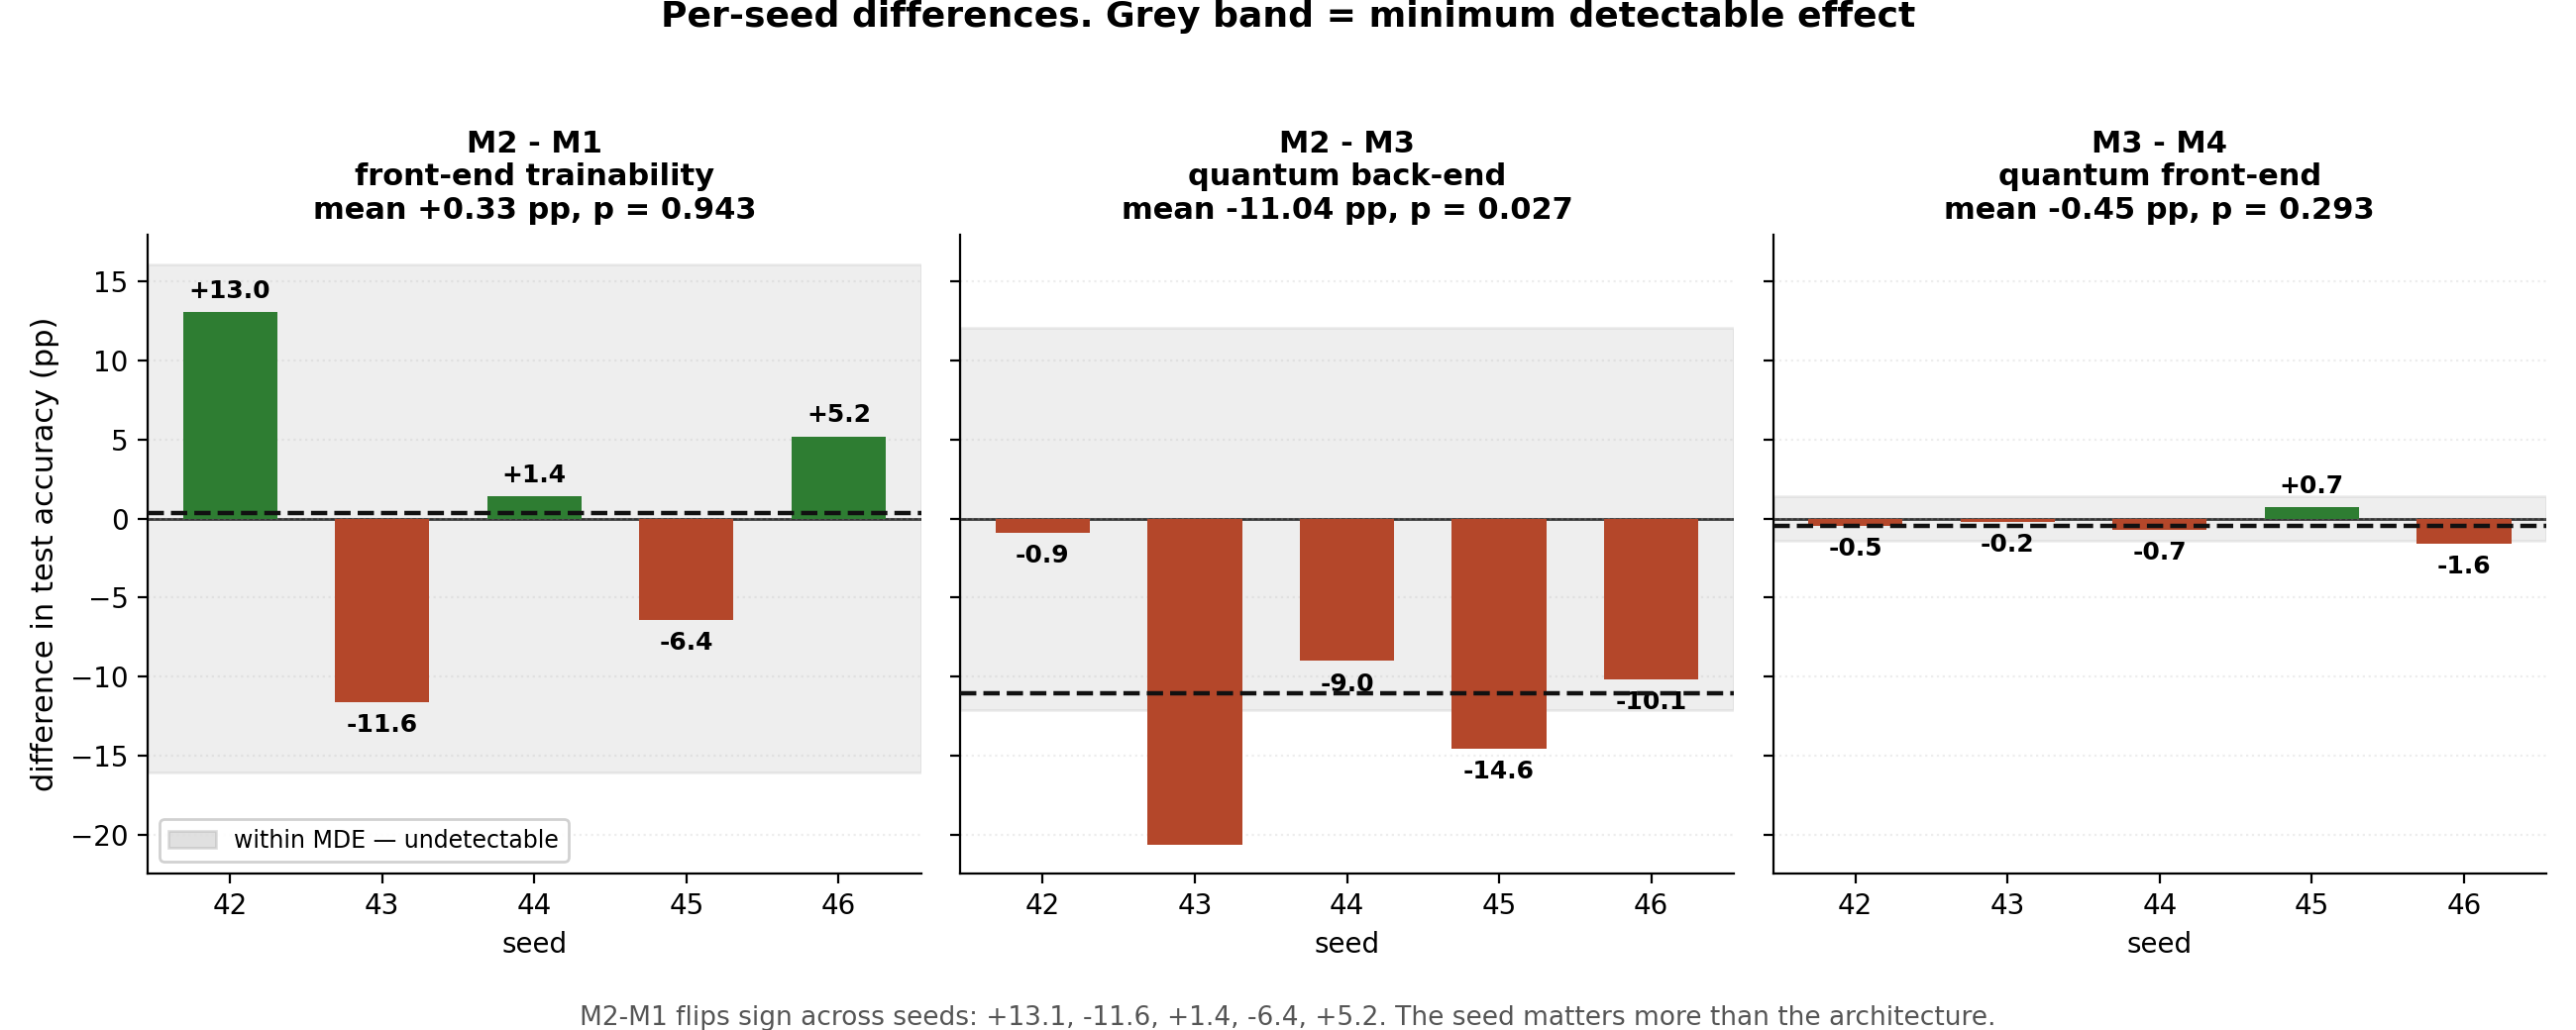 Per-seed differences. Grey band = minimum detectable effect
M2 - M1
front-end trainability
mean +0.33 pp, p = 0.943
M2 - M3
quantum back-end
mean -11.04 pp, p = 0.027
M3 - M4
quantum front-end
mean -0.45 pp, p = 0.293
difference in test accuracy (pp)
15
10
5
0
−5
−10
−15
−20
+13.0
-11.6
+1.4
-6.4
+5.2
within MDE — undetectable
42 43 44 45 46
seed
-0.9
-9.0
-14.6
-10.1
42 43 44 45 46
seed
-0.5
-0.2
-0.7
+0.7
-1.6
42 43 44 45 46
seed
M2-M1 flips sign across seeds: +13.1, -11.6, +1.4, -6.4, +5.2. The seed matters more than the architecture.